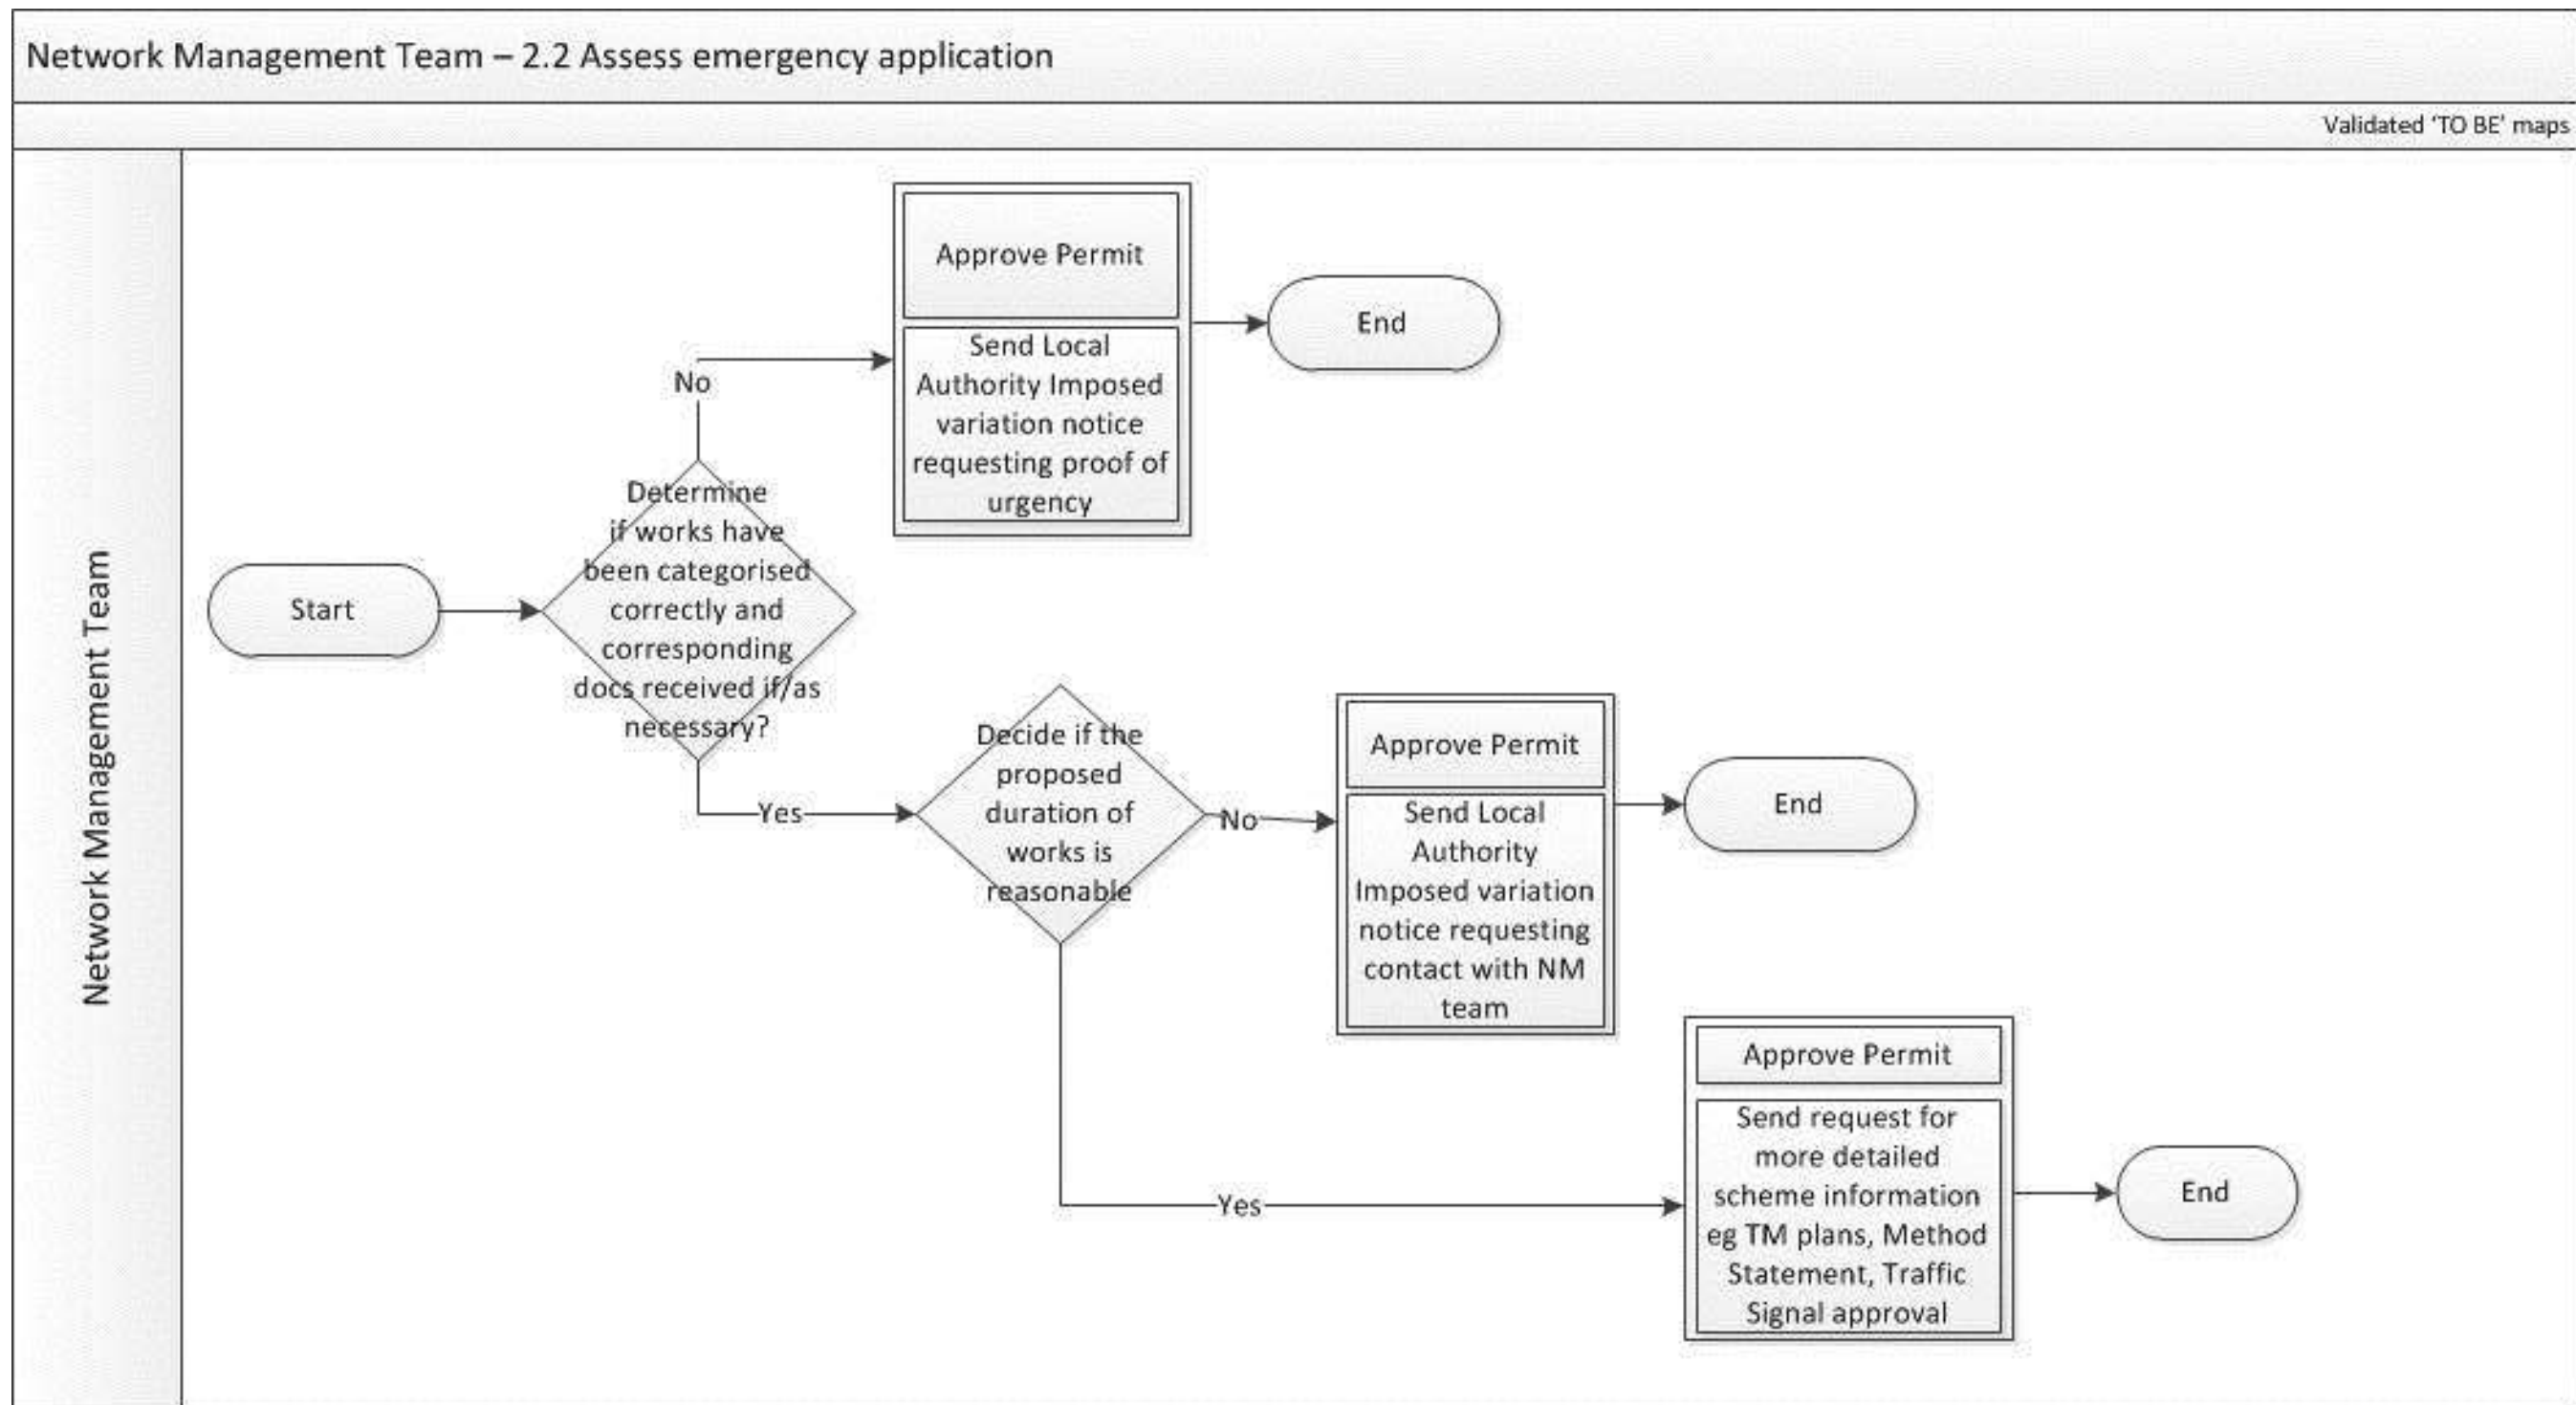 Network Management Team – 2.2 Assess emergency application
Validated ‘TO BE’ maps
Network Management Team
Start
Determine
if works have
been categorised
correctly and
corresponding
docs received if/as
necessary?
No
Approve Permit
Send Local
Authority Imposed
variation notice
requesting proof of
urgency
End
Yes
Decide if the
proposed
duration of
works is
reasonable
No
Approve Permit
Send Local
Authority
Imposed variation
notice requesting
contact with NM
team
End
Yes
Approve Permit
Send request for
more detailed
scheme information
eg TM plans, Method
Statement, Traffic
Signal approval
End